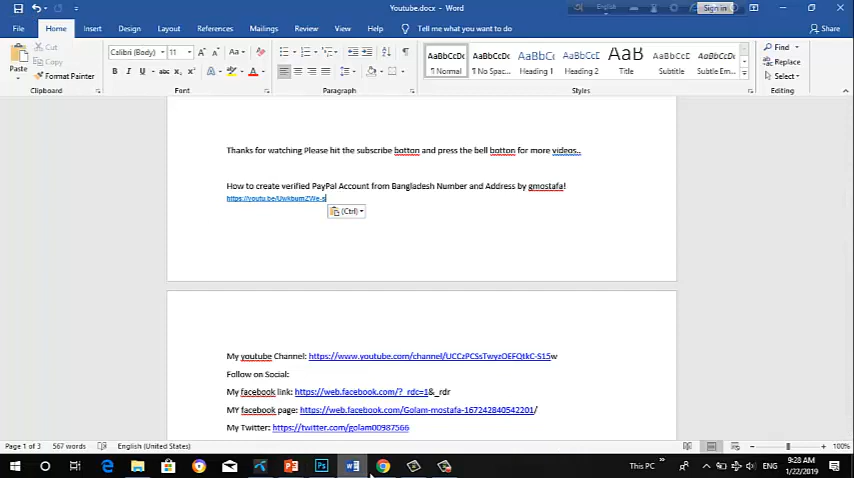 Youtube.docx - Word
English
Sign in
File Home Insert Design Layout References Mailings Review View Help Tell me what you want to do Share
Paste
Cut
Copy
Format Painter
Clipboard
Calibri (Body) 11
Font
Paragraph
AaBbCcDc AaBbCcDc AaBbCc AaBbCcC AaB AaBbCcC AaBbCcDc
¶ Normal ¶ No Spac... Heading 1 Heading 2 Title Subtitle Subtle Em...
Styles
Find
Replace
Select
Editing
Thanks for watching Please hit the subscribe botton and press the bell botton for more videos..
How to create verified PayPal Account from Bangladesh Number and Address by gmostafa!
(Ctrl)
My youtube Channel: https://www.youtube.com/channel/UCCzPCSsTwyzOEFQtkC-S15w
Follow on Social:
My facebook link: https://web.facebook.com/?_rdc=1&_rdr
MY facebook page: https://web.facebook.com/Golam-mostafa-167242840542201/
My Twitter: https://twitter.com/golam00987566
Page 1 of 3 567 words English (United States) 100%
This PC ENG 9:28 AM
1/22/2019